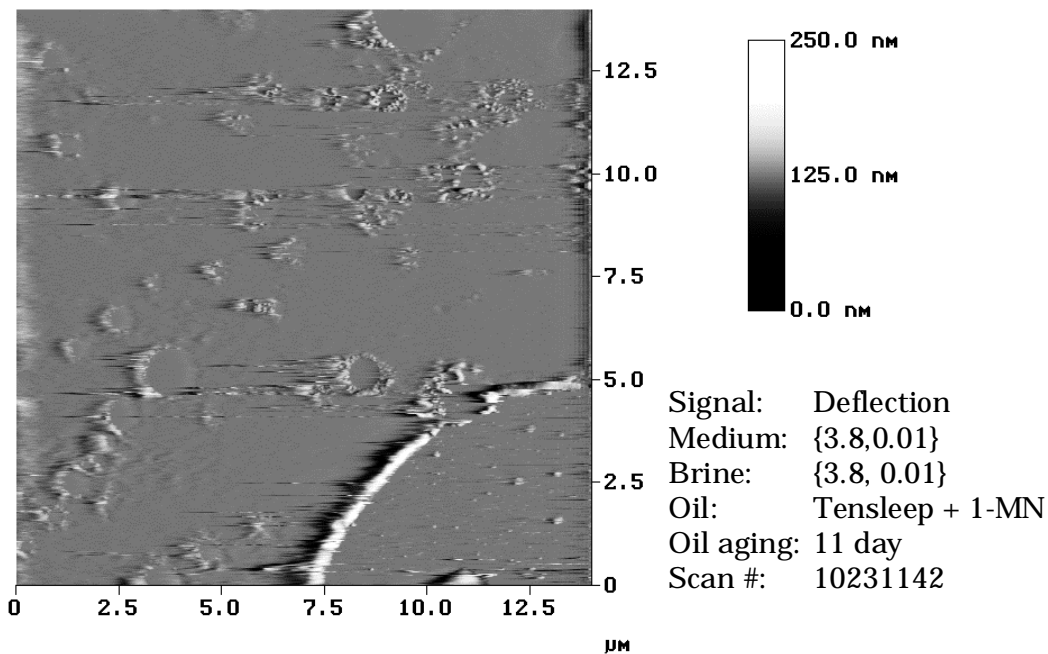 250.0 nM
125.0 nM
0.0 nM
12.5
10.0
7.5
5.0
2.5
0
0 2.5 5.0 7.5 10.0 12.5
µM
Signal: Deflection
Medium: {3.8,0.01}
Brine: {3.8, 0.01}
Oil: Tensleep + 1-MN
Oil aging: 11 day
Scan #: 10231142